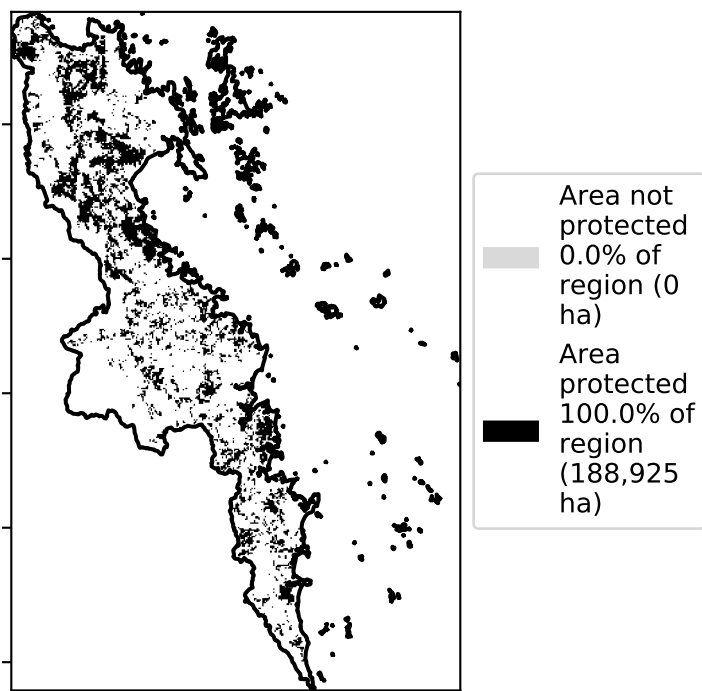 Area not
protected
0.0% of
region (0
ha)
Area
protected
100.0% of
region
(188,925
ha)